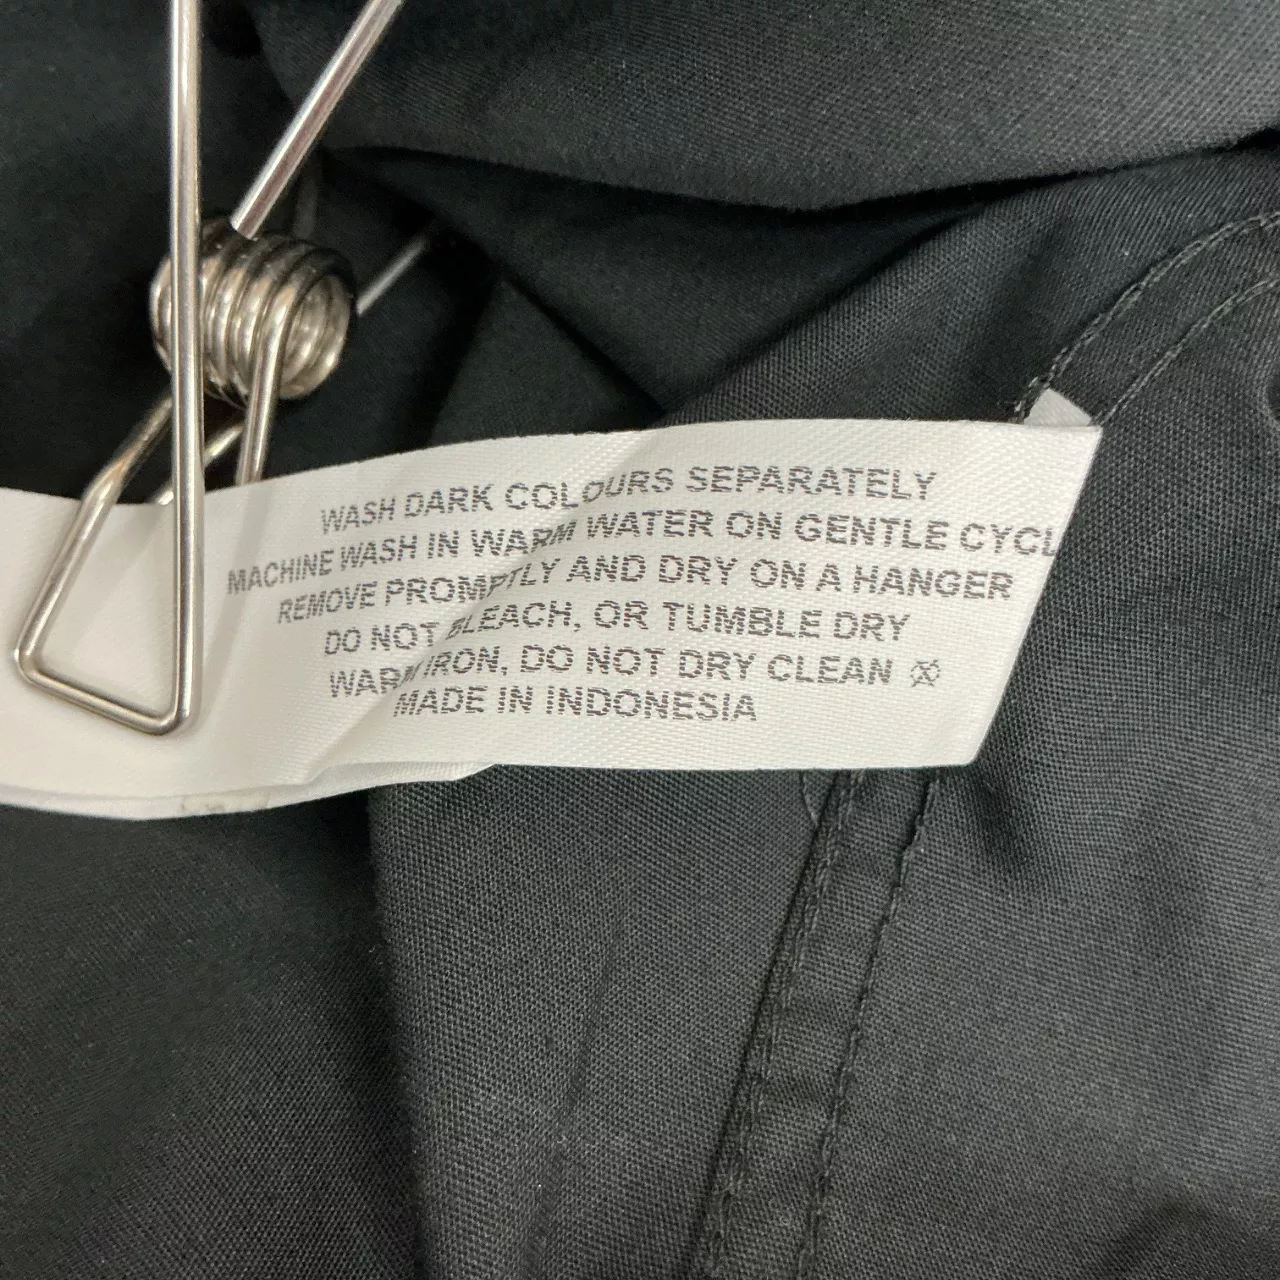 WASH DARK COLOURS SEPARATELY
MACHINE WASH IN WARM WATER ON GENTLE CYCL
REMOVE PROMPTLY AND DRY ON A HANGER
DO NOT BLEACH, OR TUMBLE DRY
WARM IRON, DO NOT DRY CLEAN
MADE IN INDONESIA